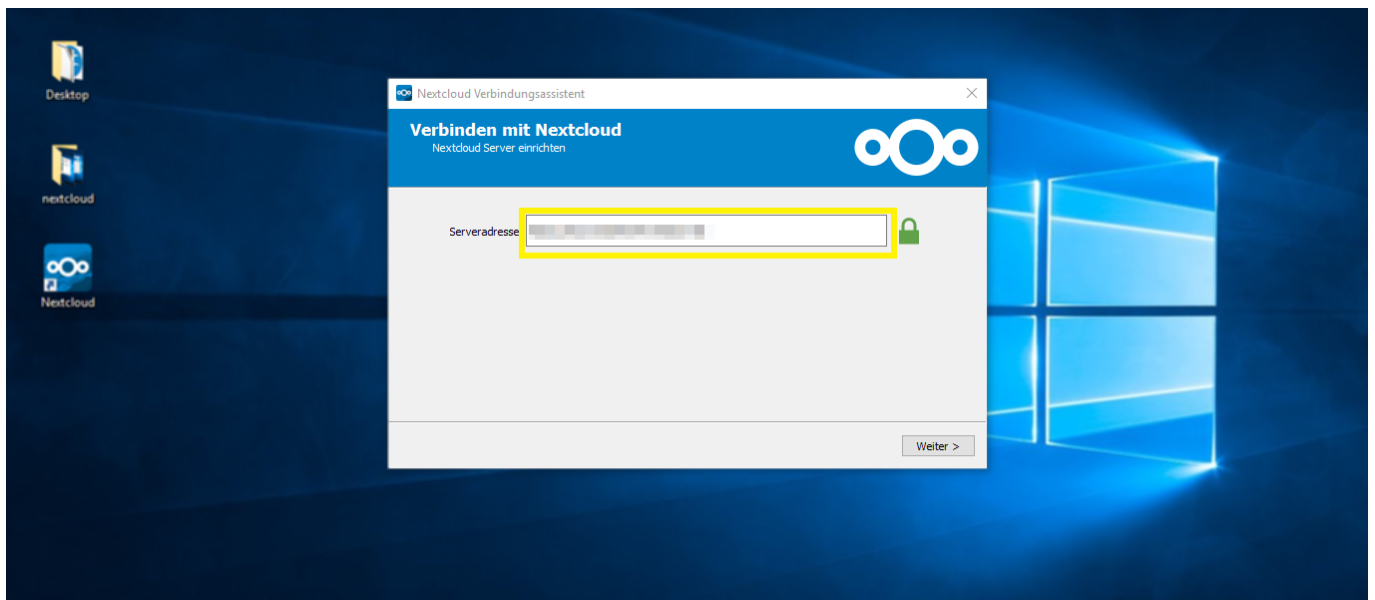 Desktop
nextcloud
Nextcloud
Nextcloud Verbindungsassistent
Verbinden mit Nextcloud
Nextcloud Server einrichten
Serveradresse
Weiter >